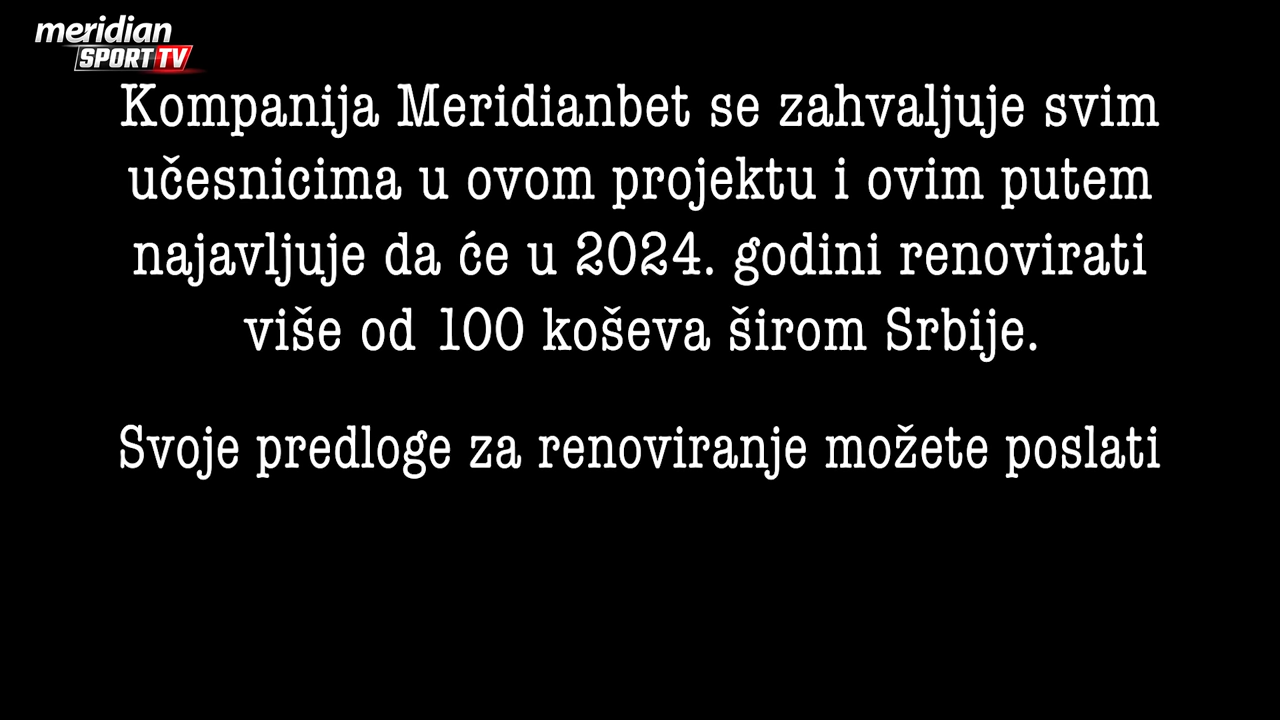 meridian
SPORT TV
Kompanija Meridianbet se zahvaljuje svim
učesnicima u ovom projektu i ovim putem
najavljuje da će u 2024. godini renovirati
više od 100 koševa širom Srbije.
Svoje predloge za renoviranje možete poslati